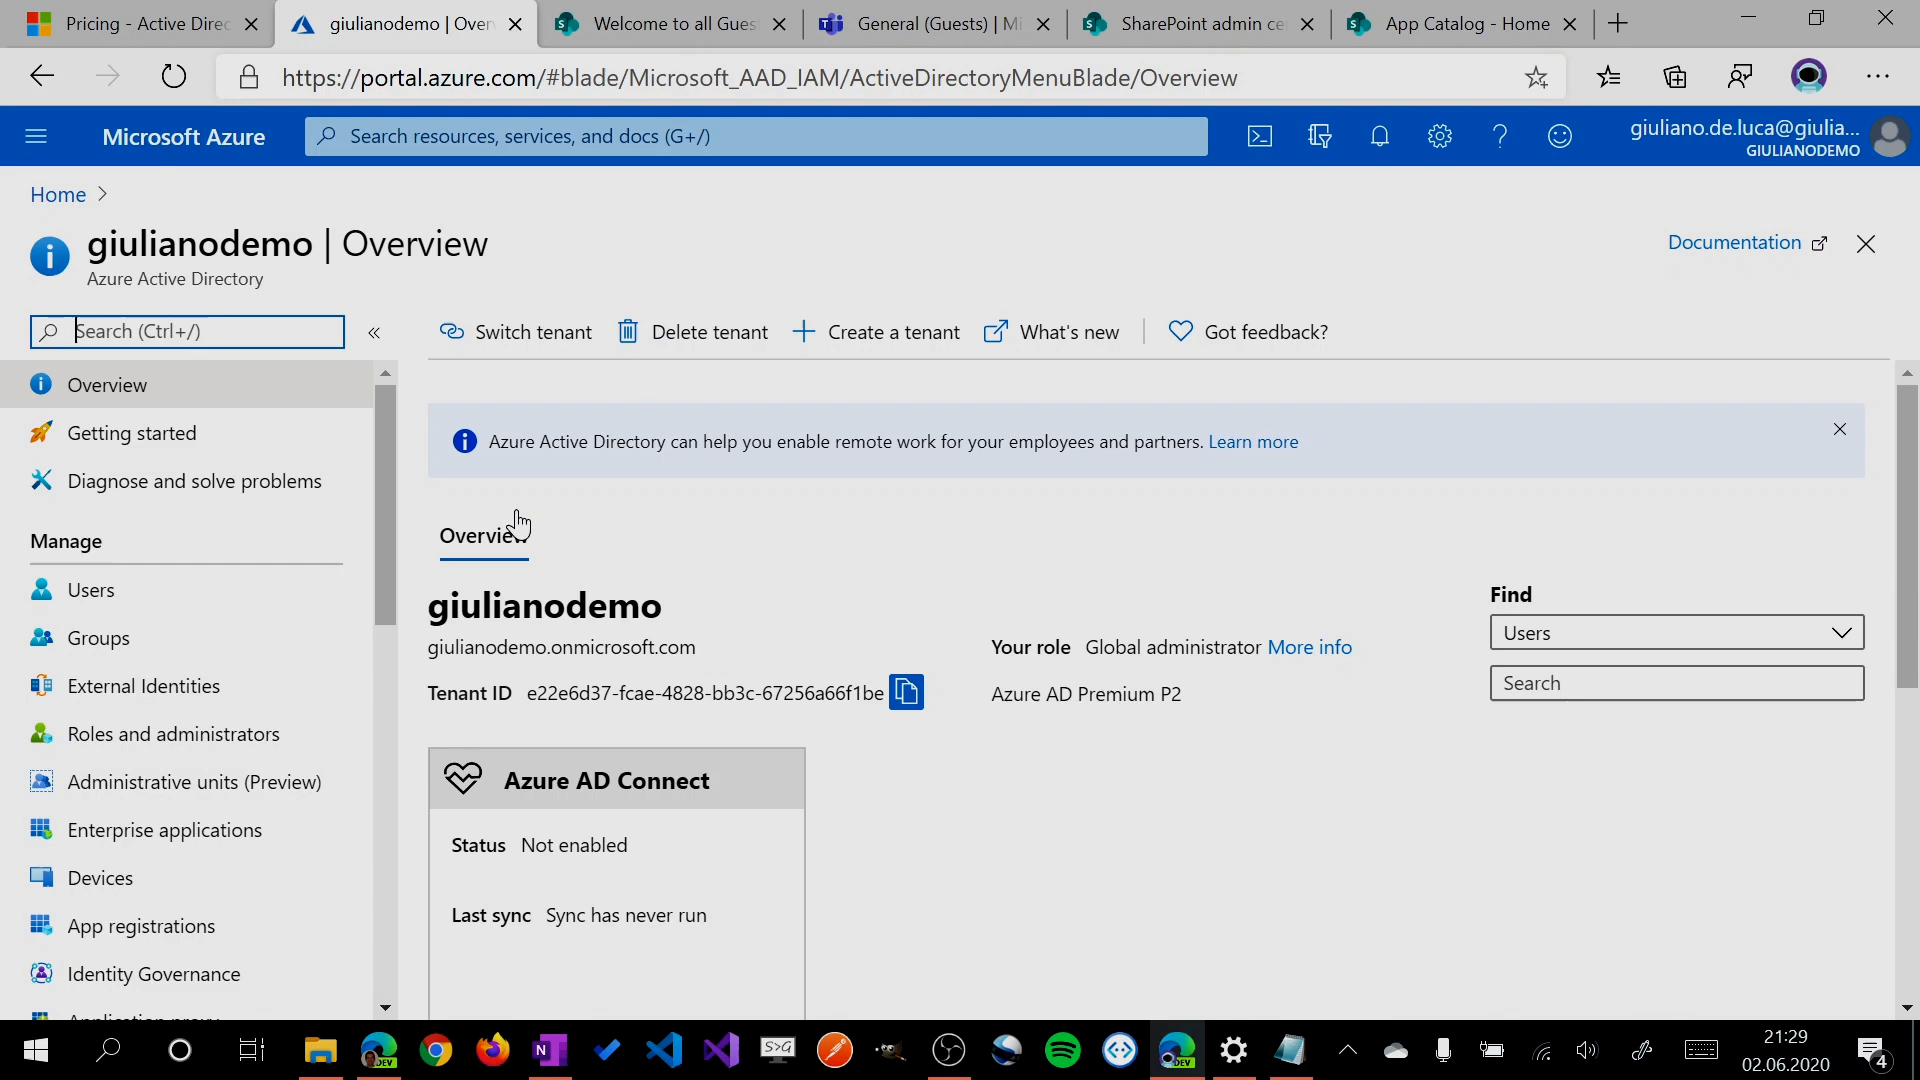 Pricing - Active Direc
giulianodemo | Over
Welcome to all Gues
General (Guests) | Mi
SharePoint admin ce
App Catalog - Home
https://portal.azure.com/#blade/Microsoft_AAD_IAM/ActiveDirectoryMenuBlade/Overview
Microsoft Azure
Search resources, services, and docs (G+/)
giuliano.de.luca@giulia...
GIULIANODEMO
Home
giulianodemo | Overview
Azure Active Directory
Documentation
Search (Ctrl+/)
Switch tenant
Delete tenant
Create a tenant
What's new
Got feedback?
Overview
Getting started
Diagnose and solve problems
Manage
Users
Groups
External Identities
Roles and administrators
Administrative units (Preview)
Enterprise applications
Devices
App registrations
Identity Governance
Azure Active Directory can help you enable remote work for your employees and partners. Learn more
Overview
giulianodemo
giulianodemo.onmicrosoft.com
Tenant ID e22e6d37-fcae-4828-bb3c-67256a66f1be
Your role Global administrator More info
Azure AD Premium P2
Find
Users
Search
Azure AD Connect
Status Not enabled
Last sync Sync has never run
DEV
N
S>G
DEV
21:29
02.06.2020
4